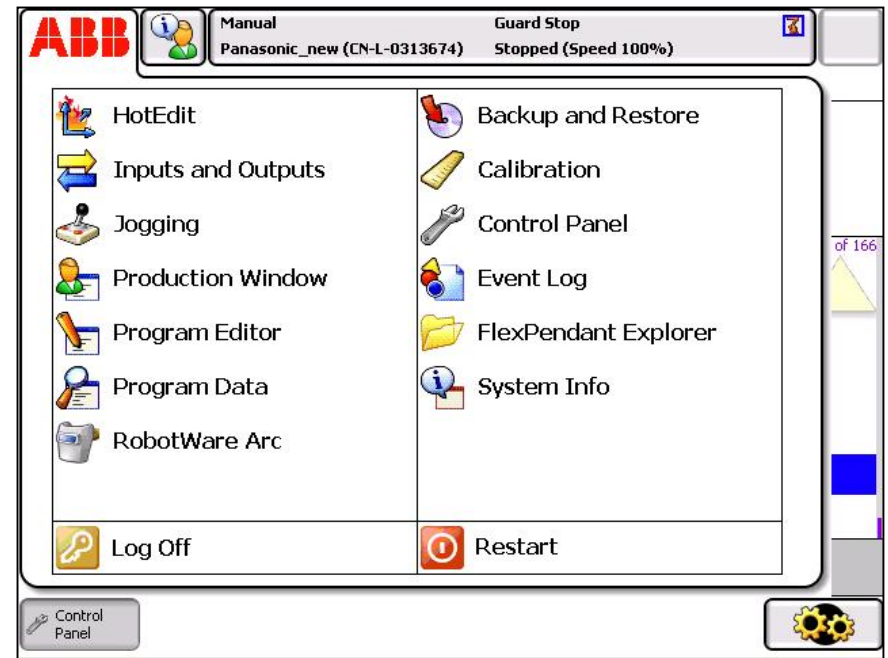 ABB
Manual
Guard Stop
Panasonic_new (CN-L-0313674)
Stopped (Speed 100%)
HotEdit
Backup and Restore
Inputs and Outputs
Calibration
Jogging
Control Panel
of 166
Production Window
Event Log
Program Editor
FlexPendant Explorer
Program Data
System Info
RobotWare Arc
Log Off
Restart
Control
Panel